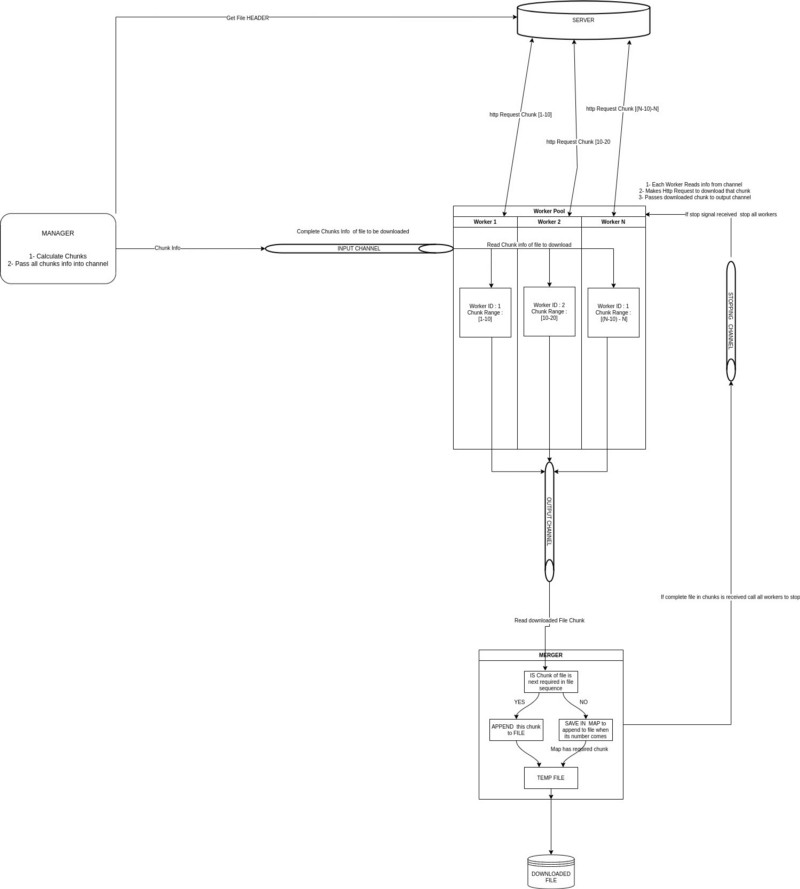 SERVER
Get File HEADER
http Request Chunk [1-10]
http Request Chunk [10-20
http Request Chunk [(N-10)-N]
1- Each Worker Reads info from channel
2- Makes Http Request to download that chunk
3- Passes downloaded chunk to output channel
If stop signal received stop all workers
MANAGER
1- Calculate Chunks
2- Pass all chunks info into channel
Chunk Info
Complete Chunks Info of file to be downloaded
INPUT CHANNEL
Worker Pool
Worker 1
Worker 2
Worker N
Read Chunk info of file to download
Worker ID : 1
Chunk Range :
[1-10]
Worker ID : 2
Chunk Range :
[10-20]
Worker ID : 1
Chunk Range :
[(N-10) - N]
STOPPING CHANNEL
OUTPUT CHANNEL
If complete file in chunks is received call all workers to stop
Read downloaded File Chunk
MERGER
IS Chunk of file is
next required in file
sequence
YES
NO
APPEND this chunk
to FILE
SAVE IN MAP to
append to file when
its number comes
Map has required chunk
TEMP FILE
DOWNLOADED
FILE